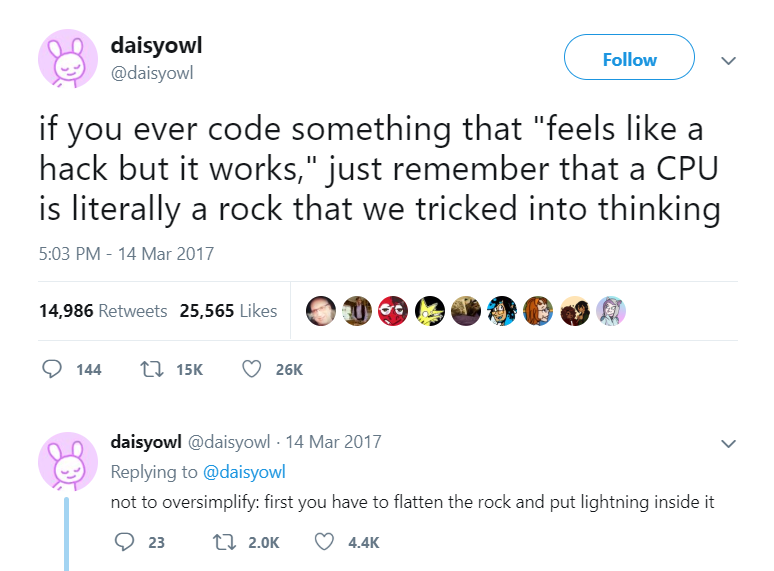 daisyowl
@daisyowl
Follow
if you ever code something that "feels like a
hack but it works," just remember that a CPU
is literally a rock that we tricked into thinking
5:03 PM - 14 Mar 2017
14,986 Retweets 25,565 Likes
144 15K 26K
daisyowl @daisyowl · 14 Mar 2017
Replying to @daisyowl
not to oversimplify: first you have to flatten the rock and put lightning inside it
23 2.0K 4.4K